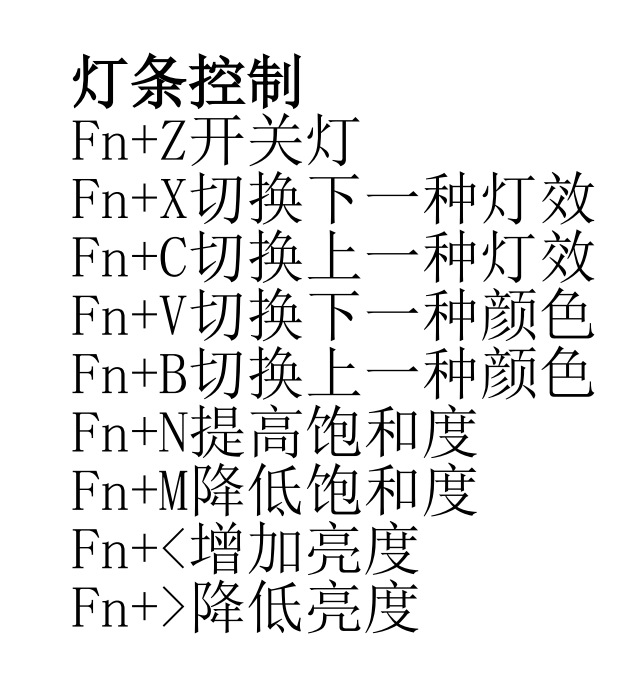 灯条控制
Fn+Z开关灯
Fn+X切换下一种灯效
Fn+C切换上一种灯效
Fn+V切换下一种颜色
Fn+B切换上一种颜色
Fn+N提高饱和度
Fn+M降低饱和度
Fn+<增加亮度
Fn+>降低亮度